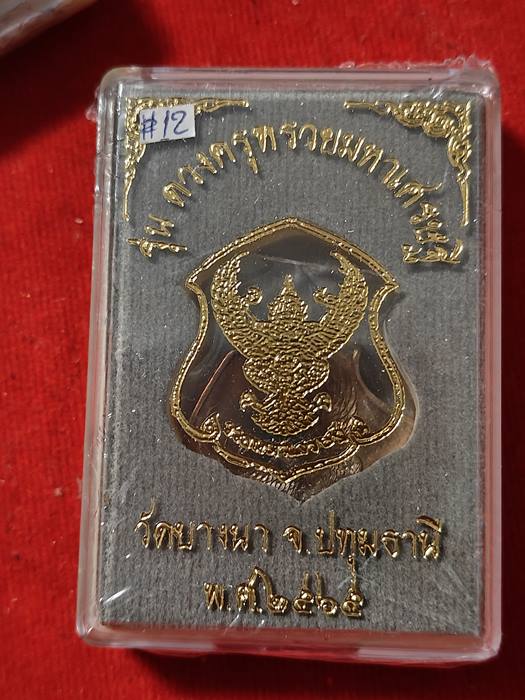 #12
รุ่น ดวงครุฑรวยมหาเศรษฐี
วัดบางนา จ.ปทุมธานี
พ.ศ.๒๕๖๕